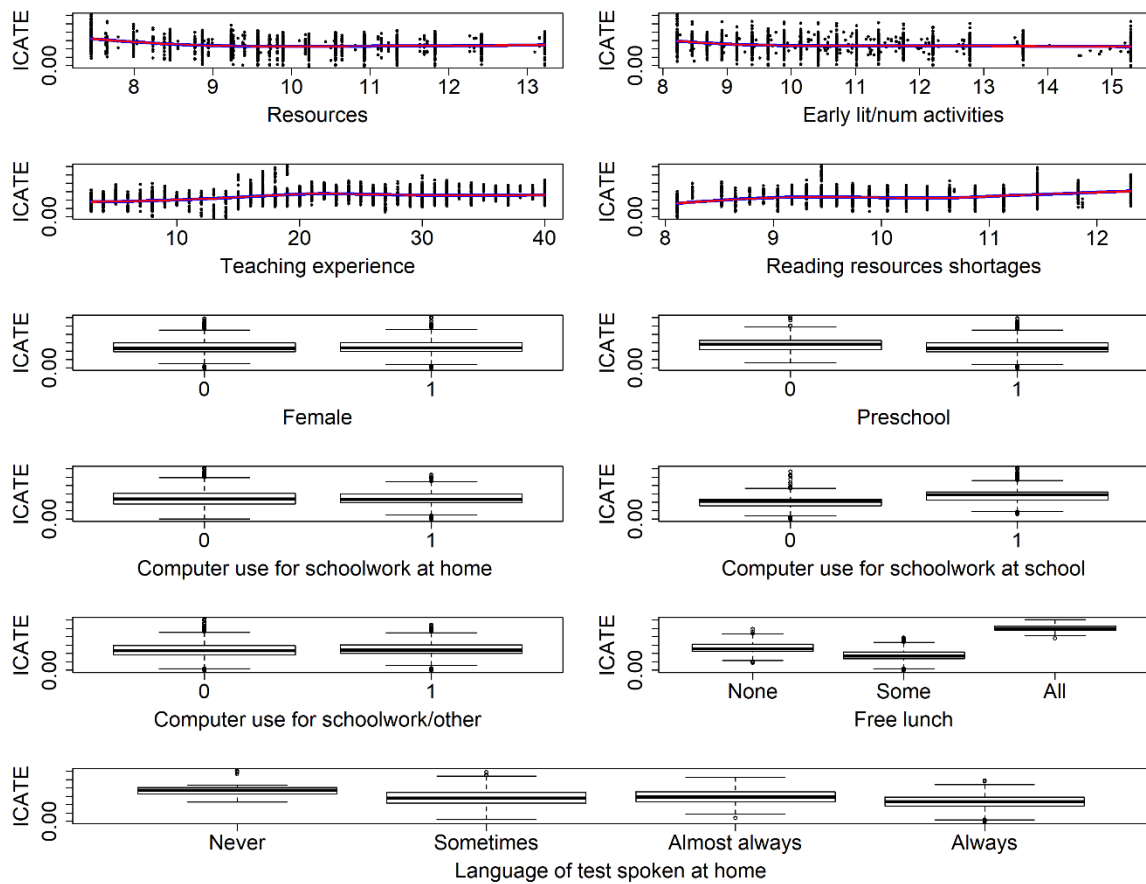 ICATE
0.00
8 9 10 11 12 13
Resources
ICATE
0.00
8 9 10 11 12 13 14 15
Early lit/num activities
ICATE
0.00
10 20 30 40
Teaching experience
ICATE
0.00
8 9 10 11 12
Reading resources shortages
ICATE
0.00
0 1
Female
ICATE
0.00
0 1
Preschool
ICATE
0.00
0 1
Computer use for schoolwork at home
ICATE
0.00
0 1
Computer use for schoolwork at school
ICATE
0.00
0 1
Computer use for schoolwork/other
ICATE
0.00
None Some All
Free lunch
ICATE
0.00
Never Sometimes Almost always Always
Language of test spoken at home